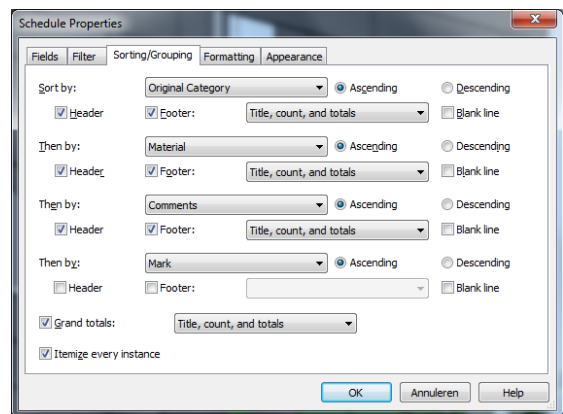 Schedule Properties
Fields Filter Sorting/Grouping Formatting Appearance
Sort by: Original Category Ascending Descending
Header Footer: Title, count, and totals Blank line
Then by: Material Ascending Descending
Header Footer: Title, count, and totals Blank line
Then by: Comments Ascending Descending
Header Footer: Title, count, and totals Blank line
Then by: Mark Ascending Descending
Header Footer: Blank line
Grand totals: Title, count, and totals
Itemize every instance
OK Annuleren Help